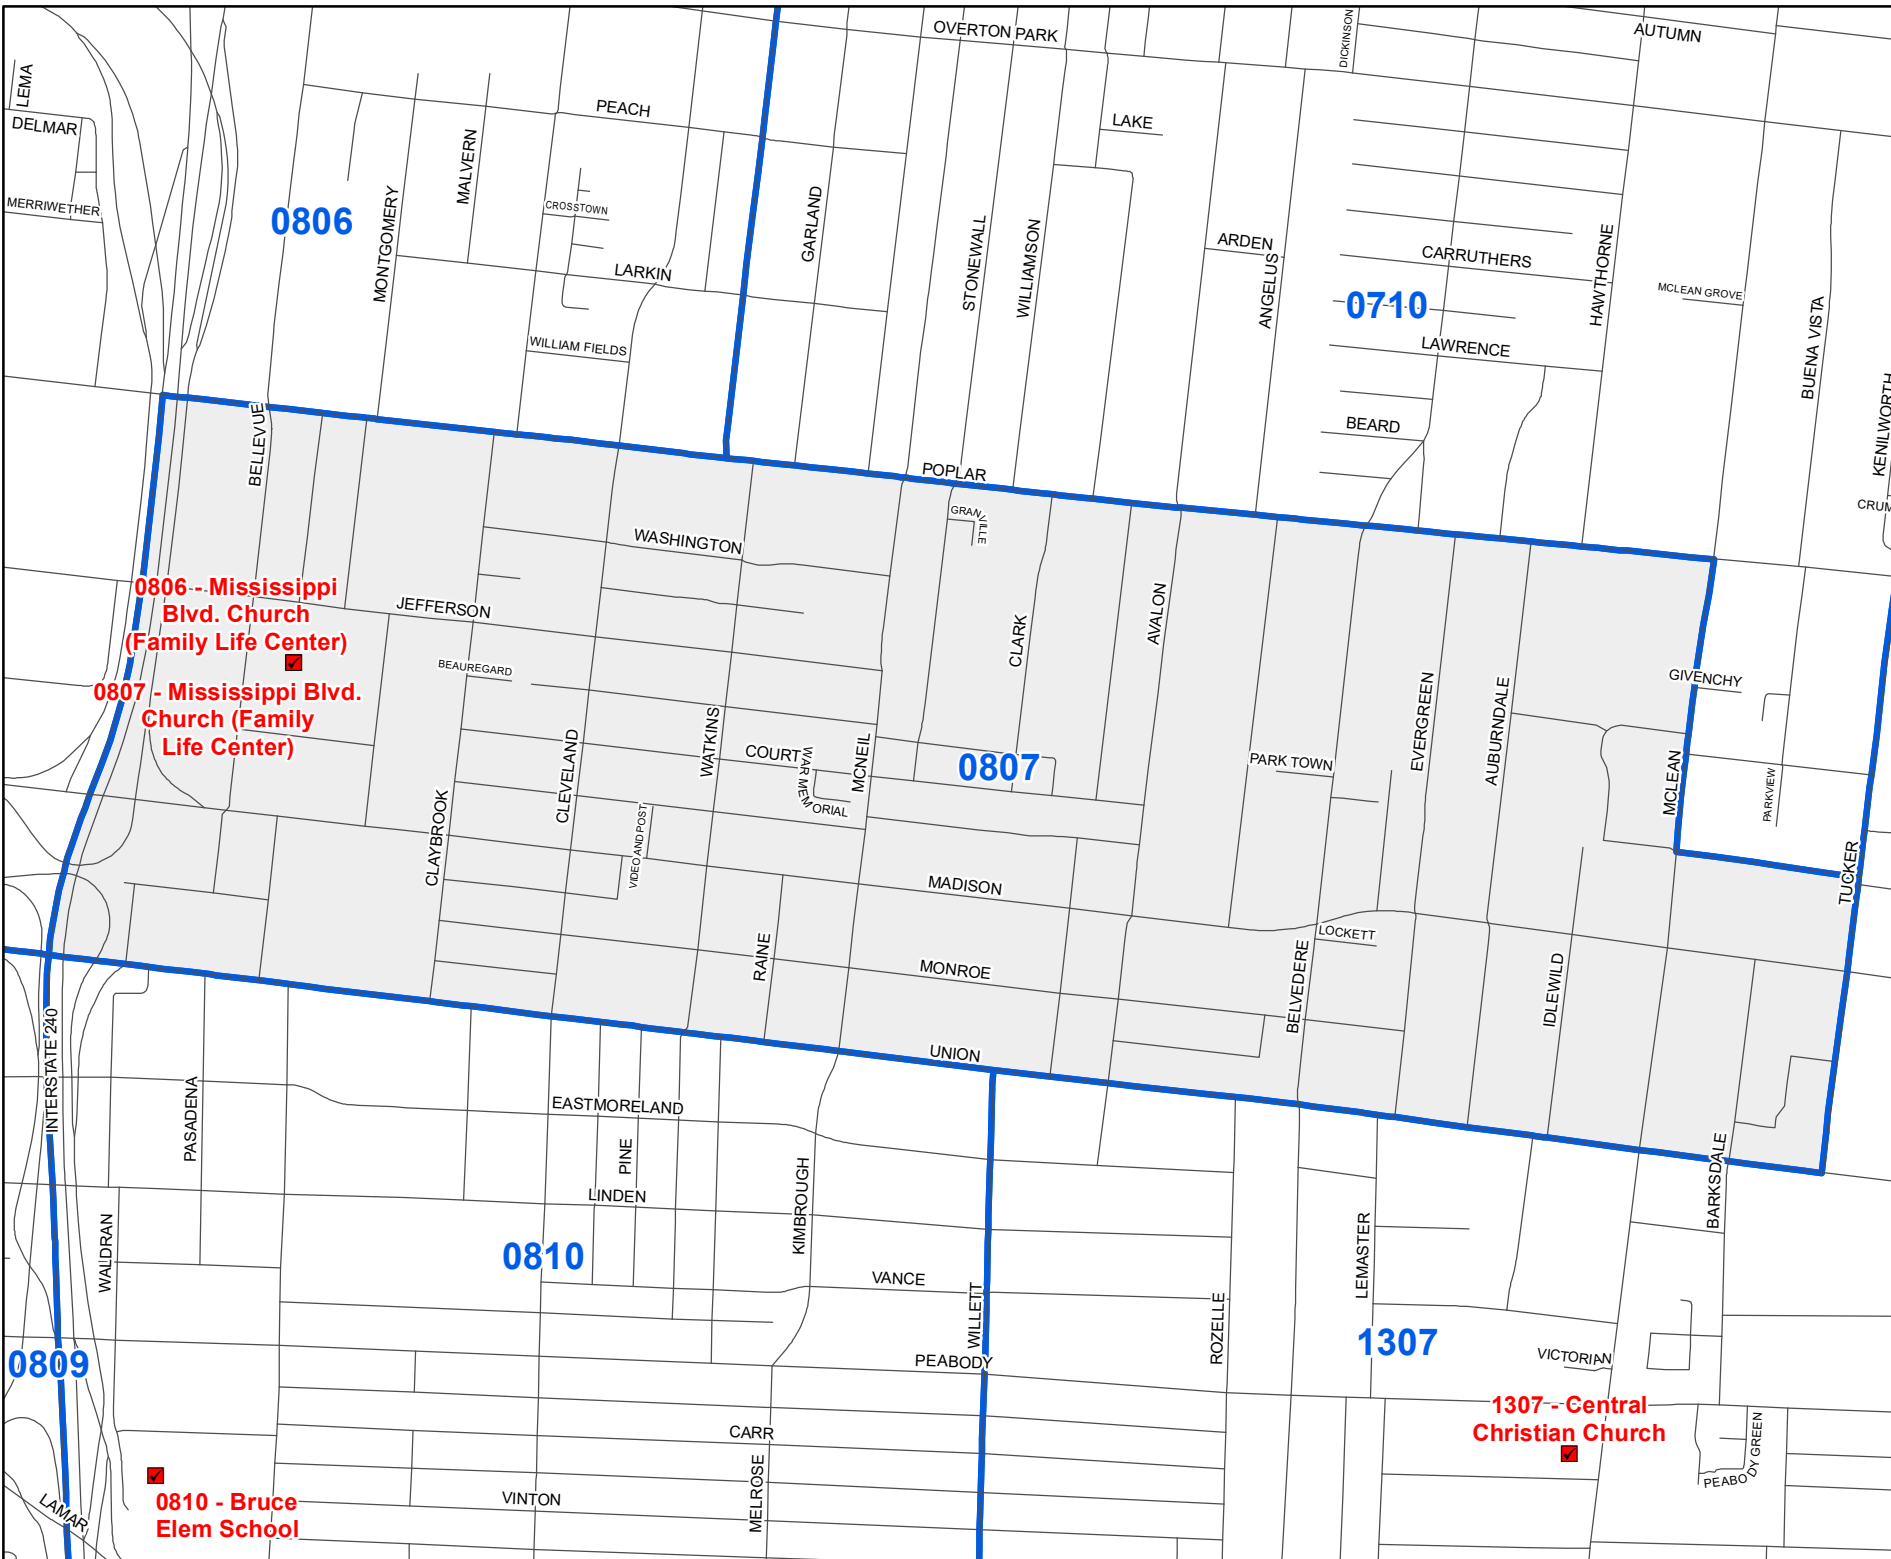 OVERTON PARK
DICKINSON
AUTUMN
LEMA
DELMAR
PEACH
LAKE
MALVERN
MERRIWETHER
MONTGOMERY
CROSSTOWN
GARLAND
STONEWALL
WILLIAMSON
ARDEN
ANGELUS
CARRUTHERS
HAWTHORNE
0806
LARKIN
0710
MCLEAN GROVE
BUENA VISTA
WILLIAM FIELDS
LAWRENCE
KENILWORTH
BELLEVUE
BEARD
POPLAR
CRUM
GRANVILLE
WASHINGTON
0806 - Mississippi
Blvd. Church
(Family Life Center)
JEFFERSON
CLARK
AVALON
BEAUREGARD
0807 - Mississippi Blvd.
Church (Family
Life Center)
EVERGREEN
AUBURNDALE
GIVENCHY
CLEVELAND
WATKINS
COURT
WAR MEMORIAL
MCNEIL
0807
PARK TOWN
MCLEAN
PARKVIEW
CLAYBROOK
VIDEO AND POST
MADISON
TUCKER
RAINE
MONROE
LOCKETT
BELVEDERE
IDLEWILD
INTERSTATE 240
UNION
PASADENA
EASTMORELAND
PINE
BARKSDALE
LINDEN
KIMBROUGH
WALDRAN
0810
VANCE
WILLETT
ROZELLE
LEMASTER
1307
0809
PEABODY
VICTORIAN
1307 - Central
Christian Church
CARR
PEABODY GREEN
MELROSE
VINTON
LAMAR
0810 - Bruce
Elem School